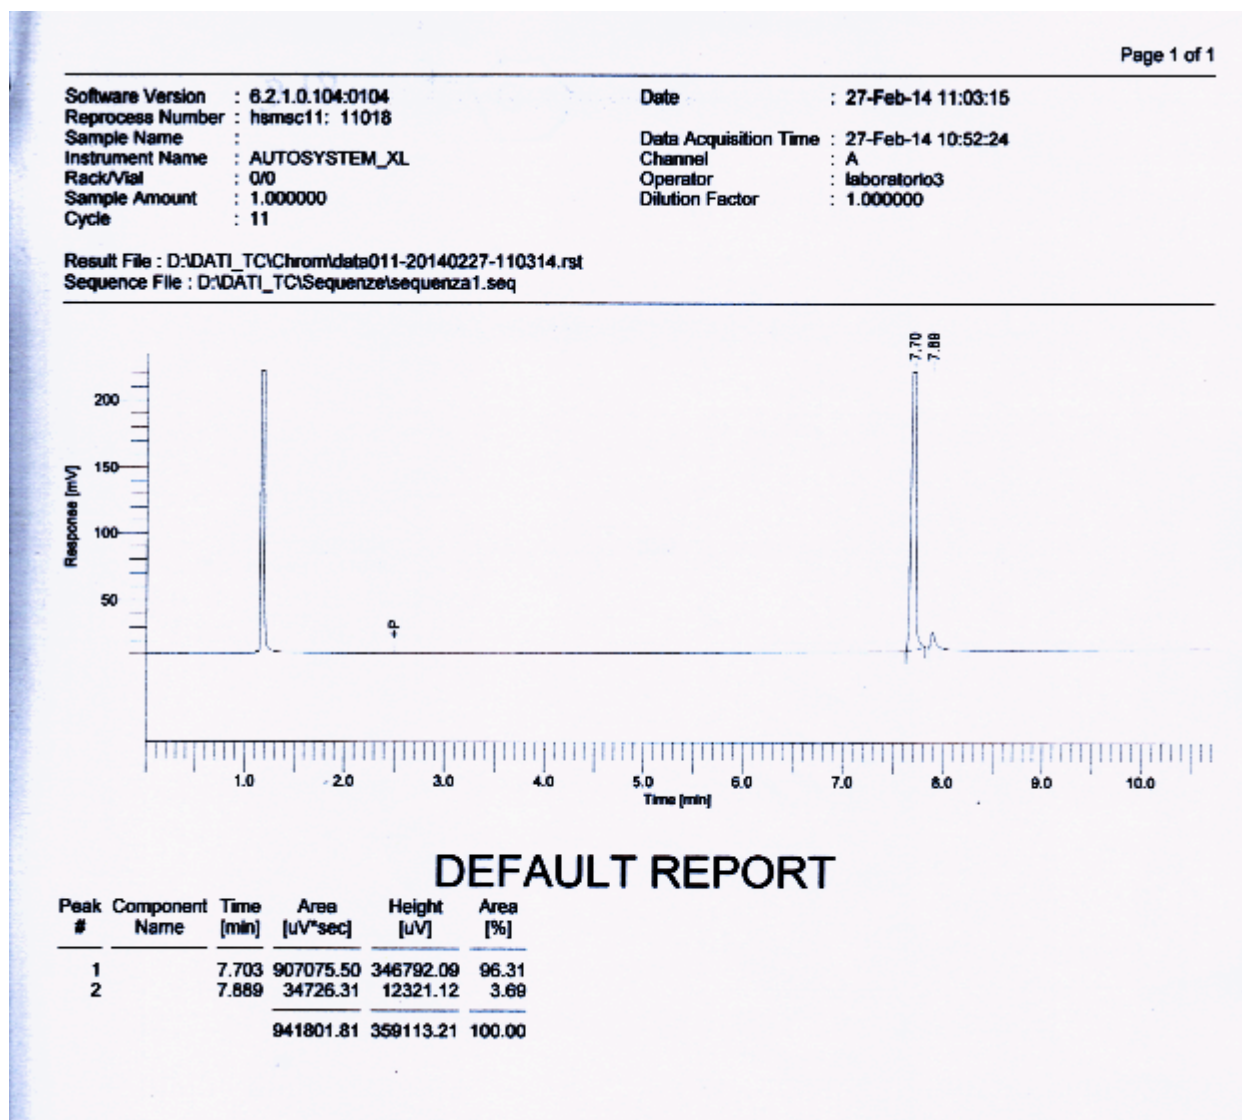 Page 1 of 1
Software Version : 6.2.1.0.104:0104 Date : 27-Feb-14 11:03:15
Reprocess Number : hsmsc11: 11018
Sample Name : Data Acquisition Time : 27-Feb-14 10:52:24
Instrument Name : AUTOSYSTEM_XL Channel : A
Rack/Vial : 0/0 Operator : laboratorio3
Sample Amount : 1.000000 Dilution Factor : 1.000000
Cycle : 11
Result File : D:\DATI_TC\Chrom\data011-20140227-110314.rst
Sequence File : D:\DATI_TC\Sequenze\sequenza1.seq
7.70
7.89
200
150
100
50
Response [mV]
1.0 2.0 3.0 4.0 5.0 6.0 7.0 8.0 9.0 10.0
Time [min]
DEFAULT REPORT
Peak Component Time Area Height Area
# Name [min] [uV*sec] [uV] [%]
1 7.703 907075.50 346792.09 96.31
2 7.889 34726.31 12321.12 3.69
941801.81 359113.21 100.00